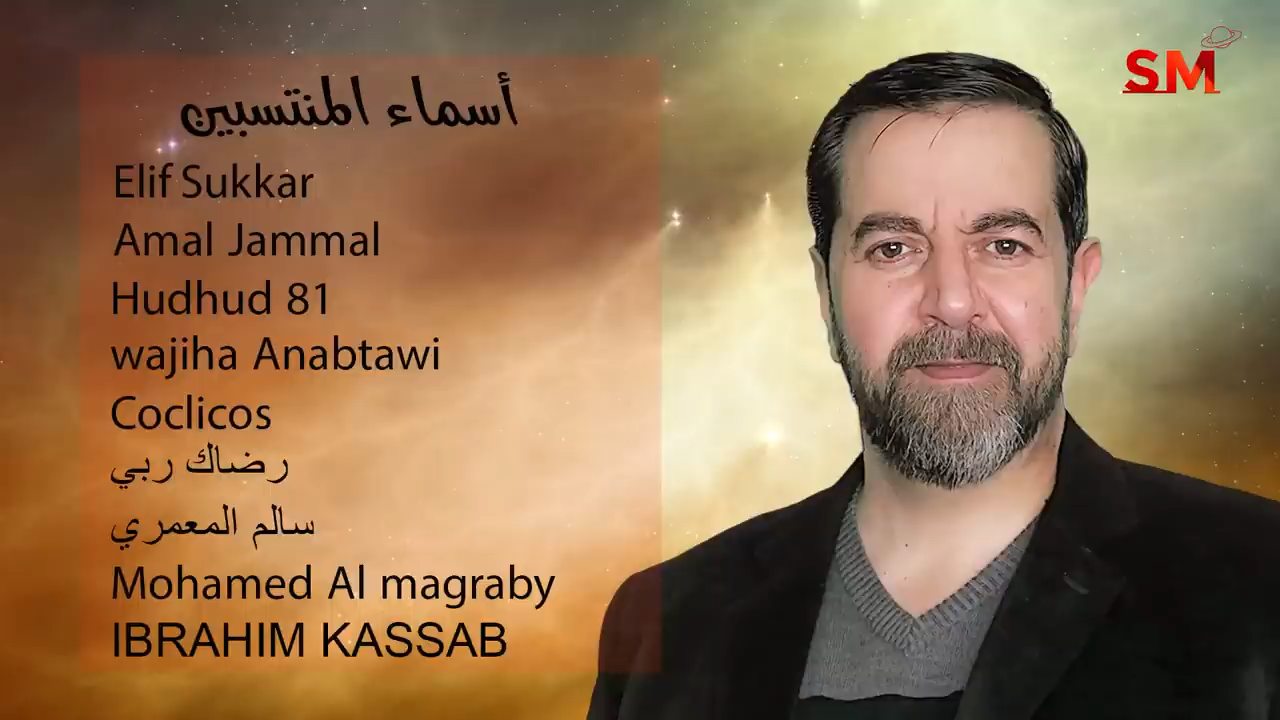 أسماء المنتسبين
Elif Sukkar
Amal Jammal
Hudhud 81
wajiha Anabtawi
Coclicos
رضاك ربي
سالم المعمري
Mohamed Al magraby
IBRAHIM KASSAB
SM